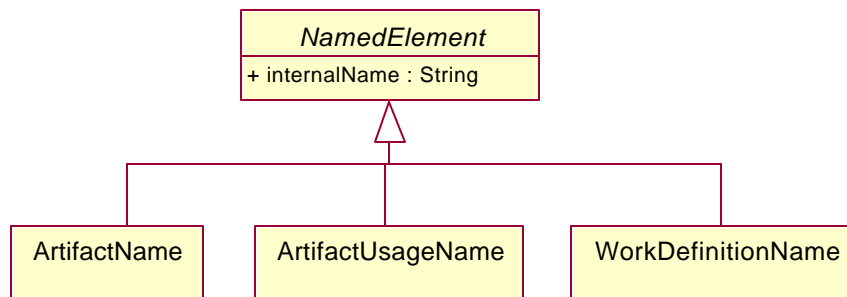 NamedElement
+ internalName : String
ArtifactName
ArtifactUsageName
WorkDefinitionName